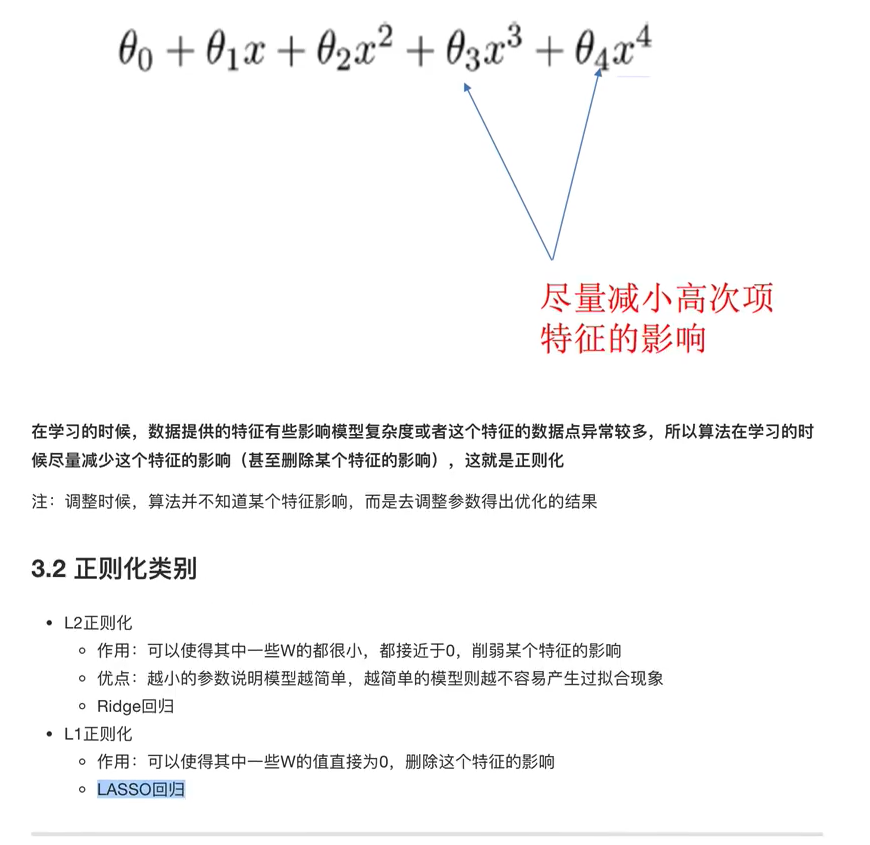 θ₀ + θ₁x + θ₂x² + θ₃x³ + θ₄x⁴
尽量减小高次项
特征的影响
在学习的时候，数据提供的特征有些影响模型复杂度或者这个特征的数据点异常较多，所以算法在学习的时
候尽量减少这个特征的影响（甚至删除某个特征的影响），这就是正则化
注：调整时候，算法并不知道某个特征影响，而是去调整参数得出优化的结果
3.2 正则化类别
• L2正则化
◦ 作用：可以使得其中一些W的都很小，都接近于0，削弱某个特征的影响
◦ 优点：越小的参数说明模型越简单，越简单的模型则越不容易产生过拟合现象
◦ Ridge回归
• L1正则化
◦ 作用：可以使得其中一些W的值直接为0，删除这个特征的影响
◦ LASSO回归